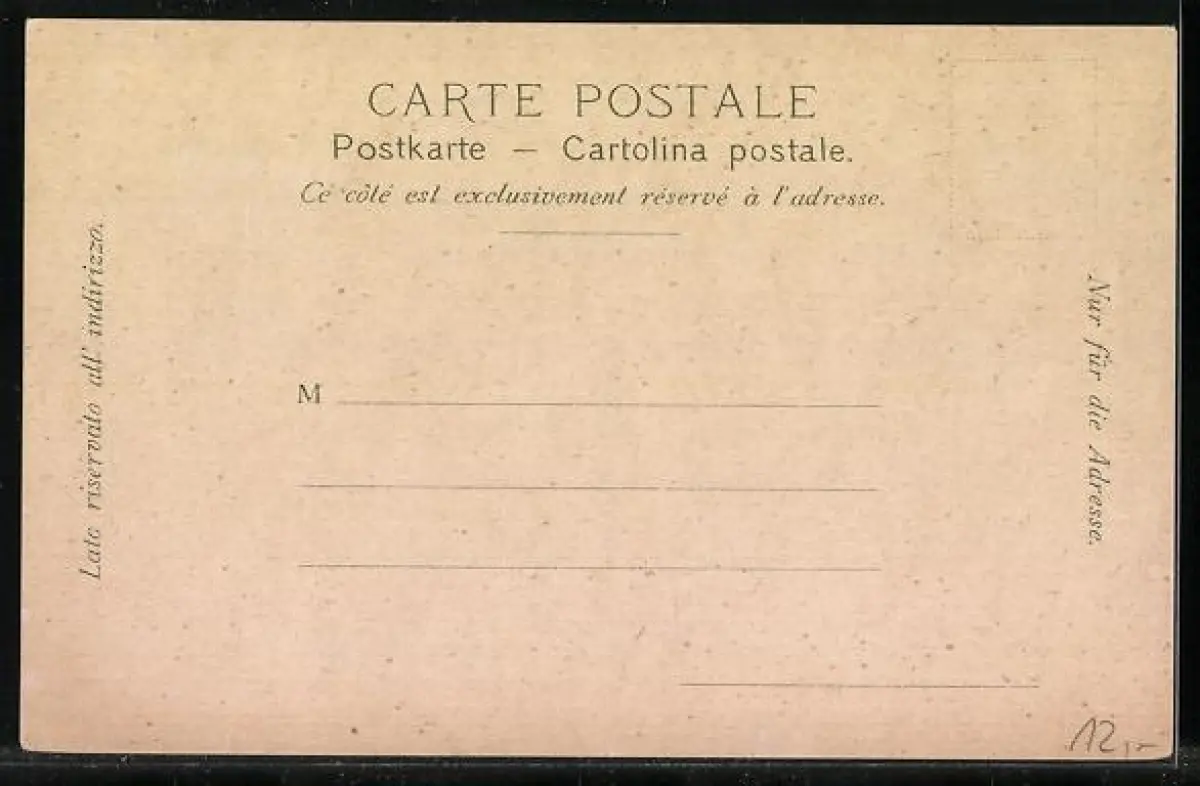 CARTE POSTALE
Postkarte — Cartolina postale.
Ce côté est exclusivement réservé à l'adresse.
Lato riservato all' indirizzo.
Nur für die Adresse.
M
12,-